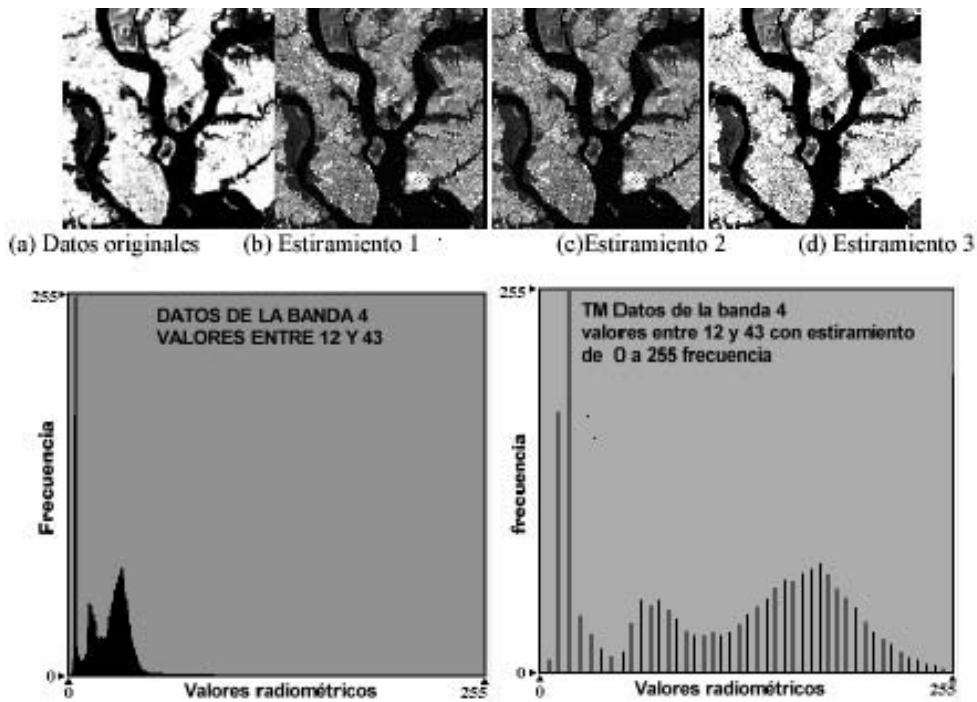 (a) Datos originales (b) Estiramiento 1 (c)Estiramiento 2 (d) Estiramiento 3
255
DATOS DE LA BANDA 4
VALORES ENTRE 12 Y 43
Frecuencia
0
0
Valores radiométricos
255
255
TM Datos de la banda 4
valores entre 12 y 43 con estiramiento
de 0 a 255 frecuencia
frecuencia
0
0
Valores radiométricos
255